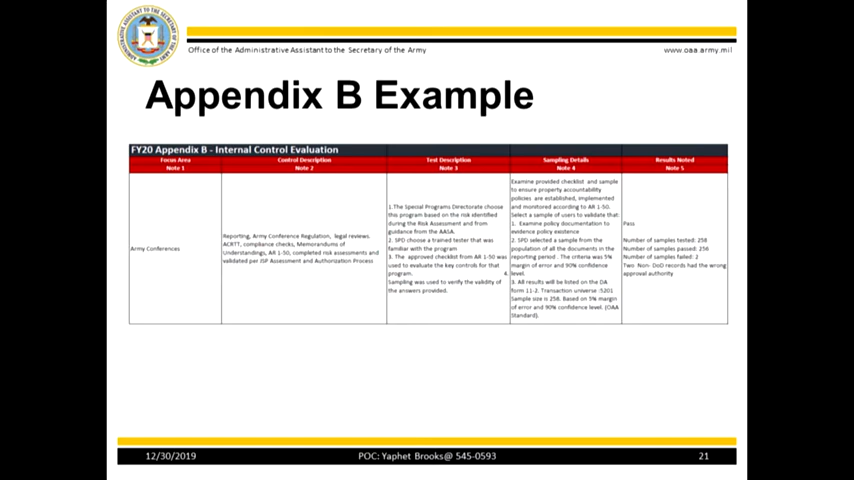 Office of the Administrative Assistant to the Secretary of the Army
www.oaa.army.mil
Appendix B Example
FY20 Appendix B - Internal Control Evaluation
Focus Area
Note 1
Control Description
Note 2
Test Description
Note 3
Sampling Details
Note 4
Results Noted
Note 5
Army Conferences
Reporting, Army Conference Regulation, legal reviews,
ACRTT, compliance checks, Memorandums of
Understandings, AR 1-50, completed risk assessments and
validated per JSP Assessment and Authorization Process
1.The Special Programs Directorate choose
this program based on the risk identified
during the Risk Assessment and from
guidance from the AASA.
2. SPD choose a trained tester that was
familiar with the program
3. The approved checklist from AR 1-50 was
used to evaluate the key controls for that
program. 4.
Sampling was used to verify the validity of
the answers provided.
Examine provided checklist and sample
to ensure property accountability
policies are established, implemented
and monitored according to AR 1-50.
Select a sample of users to validate that:
1. Examine policy documentation to
evidence policy existence
2. SPD selected a sample from the
population of all the documents in the
reporting period . The criteria was 5%
margin of error and 90% confidence
level.
3. All results will be listed on the DA
form 11-2. Transaction universe :5201
Sample size is 258. Based on 5% margin
of error and 90% confidence level. (OAA
Standard).
Pass
Number of samples tested: 258
Number of samples passed: 256
Number of samples failed: 2
Two Non- DoD records had the wrong
approval authority
12/30/2019
POC: Yaphet Brooks@ 545-0593
21